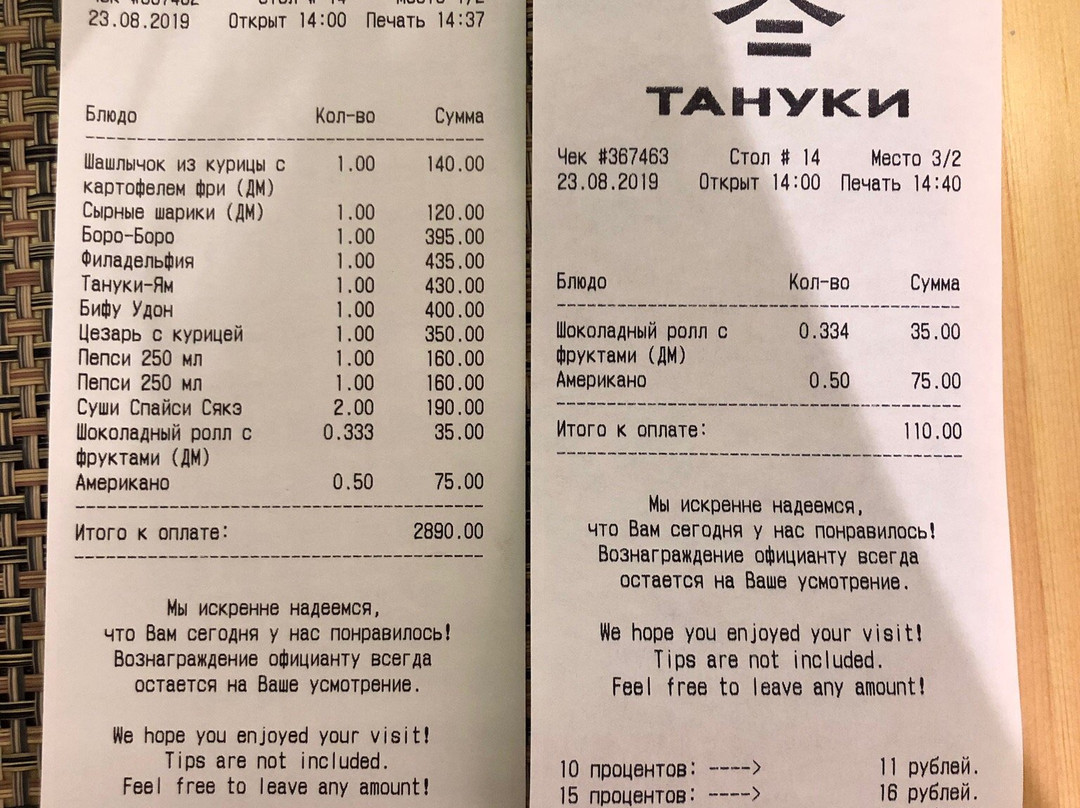 23.08.2019 Открыт 14:00 Печать 14:37
Блюдо Кол-во Сумма
Шашлычок из курицы с 1.00 140.00
картофелем фри (ДМ)
Сырные шарики (ДМ) 1.00 120.00
Боро-Боро 1.00 395.00
Филадельфия 1.00 435.00
Тануки-Ям 1.00 430.00
Бифу Удон 1.00 400.00
Цезарь с курицей 1.00 350.00
Пепси 250 мл 1.00 160.00
Пепси 250 мл 1.00 160.00
Суши Спайси Сякэ 2.00 190.00
Шоколадный ролл с 0.333 35.00
фруктами (ДМ)
Американо 0.50 75.00
Итого к оплате: 2890.00
Мы искренне надеемся,
что Вам сегодня у нас понравилось!
Вознаграждение официанту всегда
остается на Ваше усмотрение.
We hope you enjoyed your visit!
Tips are not included.
Feel free to leave any amount!
ТАНУКИ
Чек #367463 Стол # 14 Место 3/2
23.08.2019 Открыт 14:00 Печать 14:40
Блюдо Кол-во Сумма
Шоколадный ролл с 0.334 35.00
фруктами (ДМ)
Американо 0.50 75.00
Итого к оплате: 110.00
Мы искренне надеемся,
что Вам сегодня у нас понравилось!
Вознаграждение официанту всегда
остается на Ваше усмотрение.
We hope you enjoyed your visit!
Tips are not included.
Feel free to leave any amount!
10 процентов: ----> 11 рублей.
15 процентов: ----> 16 рублей.